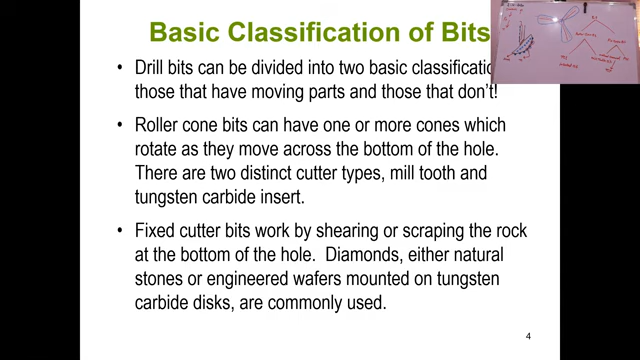 Basic Classification of Bits
• Drill bits can be divided into two basic
those that have moving parts and those that don't!
• Roller cone bits can have one or more cones which
rotate as they move across the bottom of the hole.
There are two distinct cutter types, mill tooth and
tungsten carbide insert.
• Fixed cutter bits work by shearing or scraping the rock
at the bottom of the hole.  Diamonds, either natural
stones or engineered wafers mounted on tungsten
carbide disks, are commonly used.
4